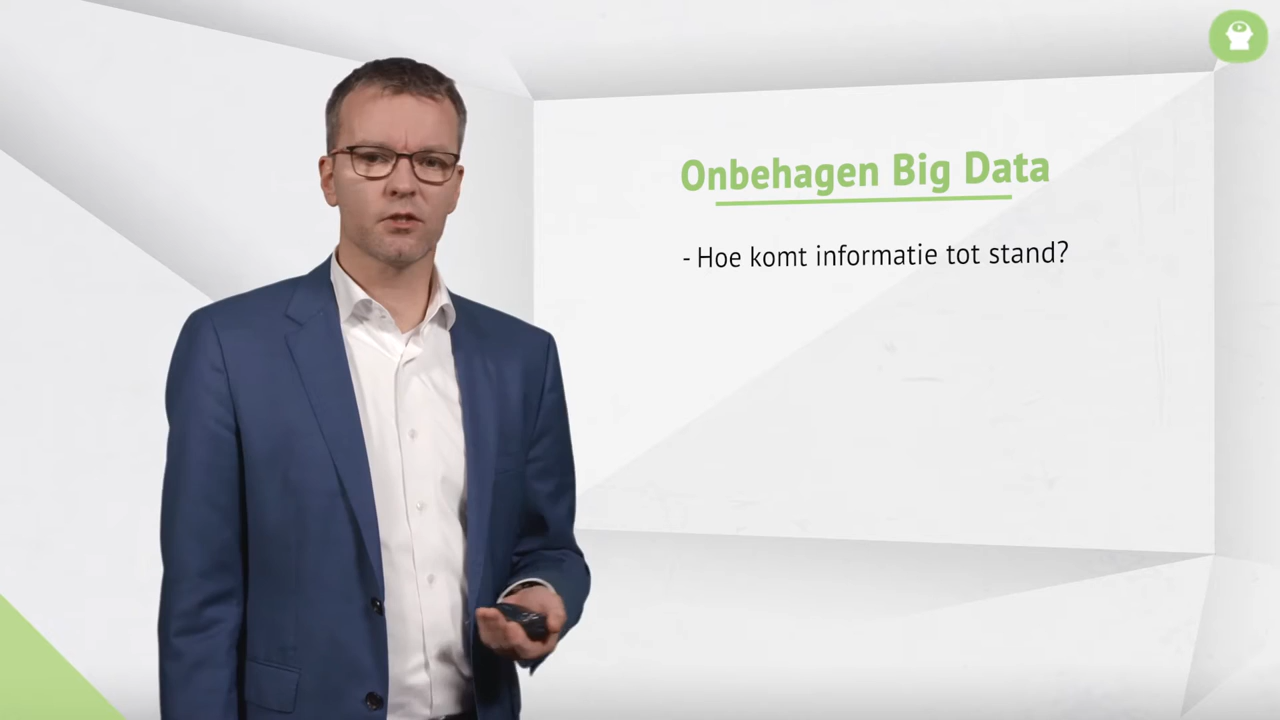 Onbehagen Big Data
- Hoe komt informatie tot stand?